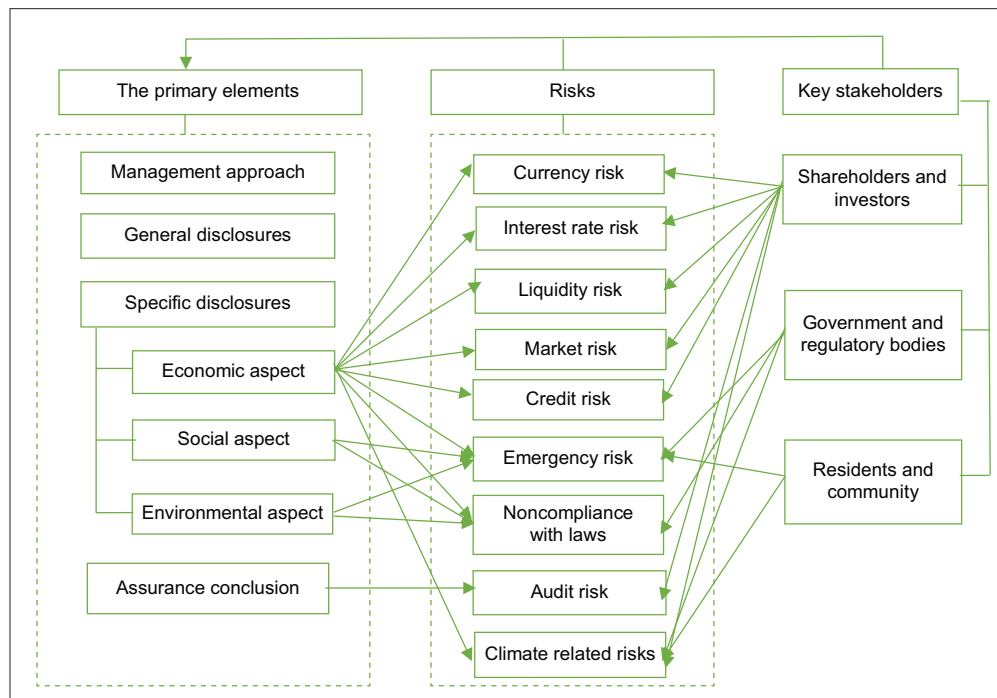 The primary elements
Risks
Key stakeholders
Management approach
General disclosures
Specific disclosures
Economic aspect
Social aspect
Environmental aspect
Assurance conclusion
Currency risk
Interest rate risk
Liquidity risk
Market risk
Credit risk
Emergency risk
Noncompliance
with laws
Audit risk
Climate related risks
Shareholders and
investors
Government and
regulatory bodies
Residents and
community